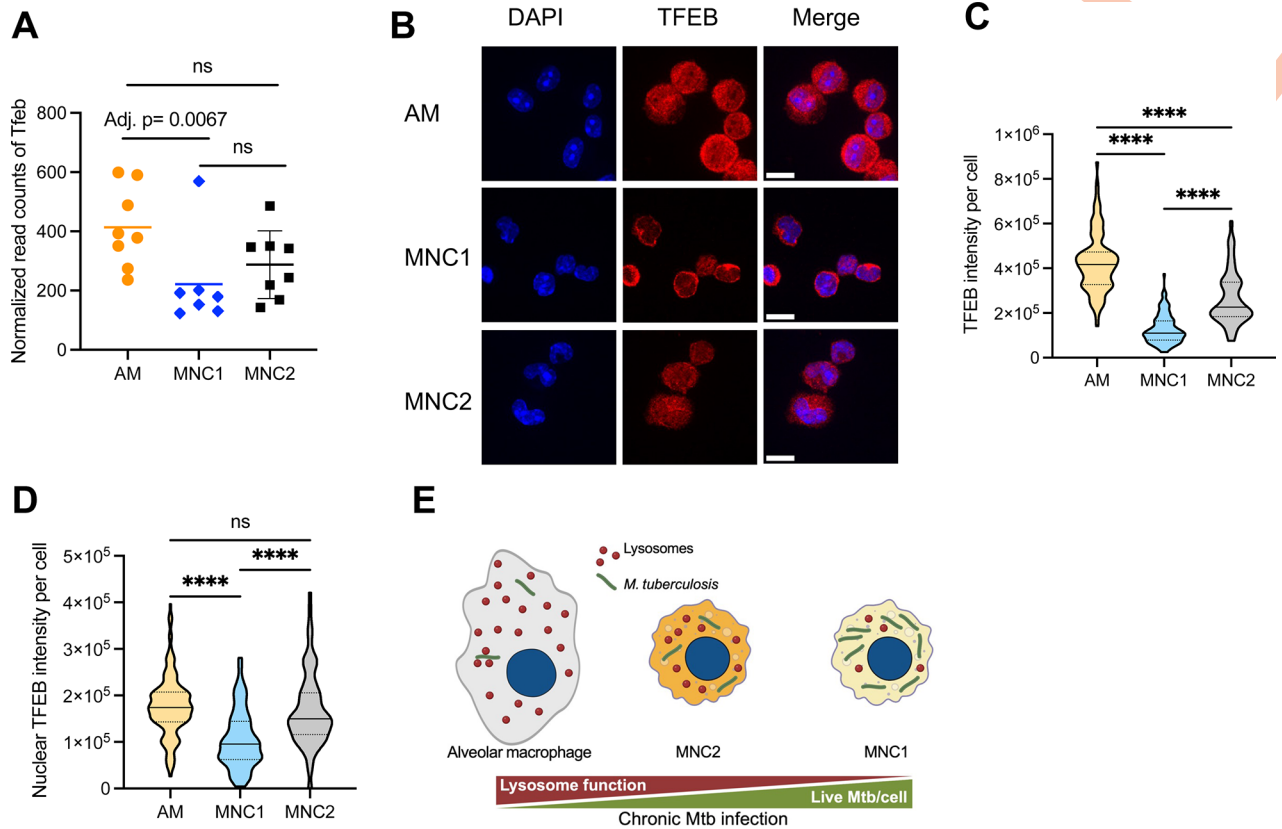 A
ns
Adj. p= 0.0067
ns
Normalized read counts of Tfeb
800
600
400
200
0
AM
MNC1
MNC2
B
DAPI
TFEB
Merge
AM
MNC1
MNC2
C
****
****
****
TFEB intensity per cell
1×10⁶
8×10⁵
6×10⁵
4×10⁵
2×10⁵
0
AM
MNC1
MNC2
D
ns
****
****
Nuclear TFEB intensity per cell
5×10⁵
4×10⁵
3×10⁵
2×10⁵
1×10⁵
0
AM
MNC1
MNC2
E
Lysosomes
M. tuberculosis
Alveolar macrophage
MNC2
MNC1
Lysosome function
Live Mtb/cell
Chronic Mtb infection